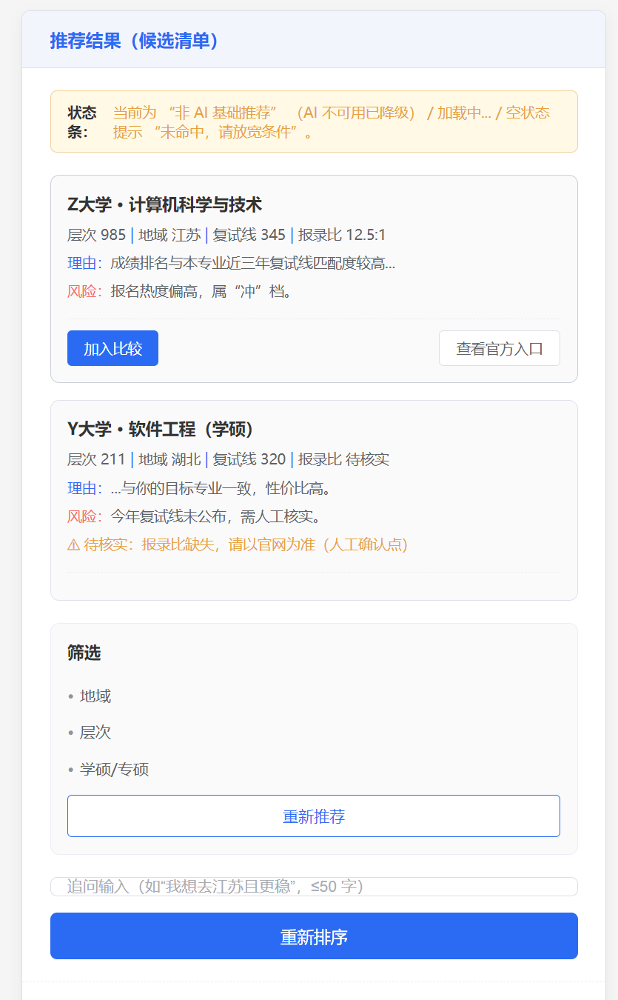 推荐结果（候选清单）
状态条： 当前为 “非 AI 基础推荐” （AI 不可用已降级） / 加载中... / 空状态
提示 “未命中，请放宽条件” 。
Z大学 · 计算机科学与技术
层次 985 | 地域 江苏 | 复试线 345 | 报录比 12.5:1
理由：成绩排名与本专业近三年复试线匹配度较高...
风险：报名热度偏高，属“冲”档。
加入比较 查看官方入口
Y大学 · 软件工程（学硕）
层次 211 | 地域 湖北 | 复试线 320 | 报录比 待核实
理由：...与你的目标专业一致，性价比高。
风险：今年复试线未公布，需人工核实。
⚠ 待核实：报录比缺失，请以官网为准（人工确认点）
筛选
• 地域
• 层次
• 学硕/专硕
重新推荐
追问输入（如“我想去江苏且更稳”，≤50 字）
重新排序